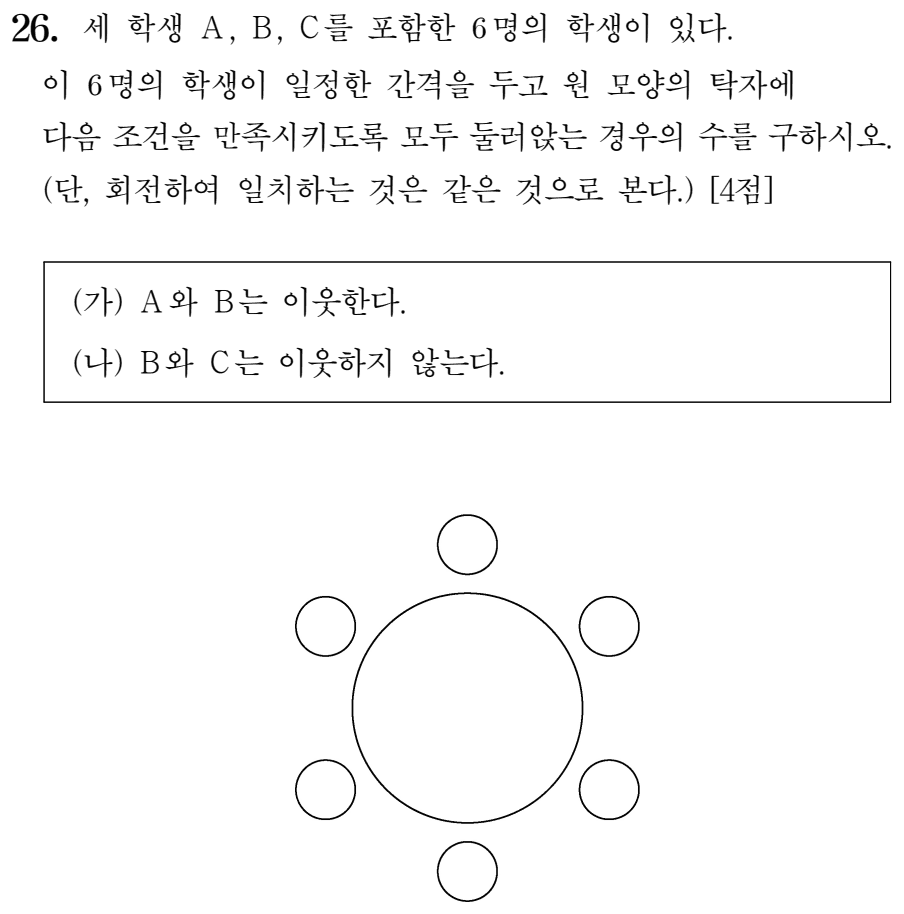 26. 세 학생 A, B, C를 포함한 6명의 학생이 있다.
이 6명의 학생이 일정한 간격을 두고 원 모양의 탁자에
다음 조건을 만족시키도록 모두 둘러앉는 경우의 수를 구하시오.
(단, 회전하여 일치하는 것은 같은 것으로 본다.) [4점]
(가) A와 B는 이웃한다.
(나) B와 C는 이웃하지 않는다.